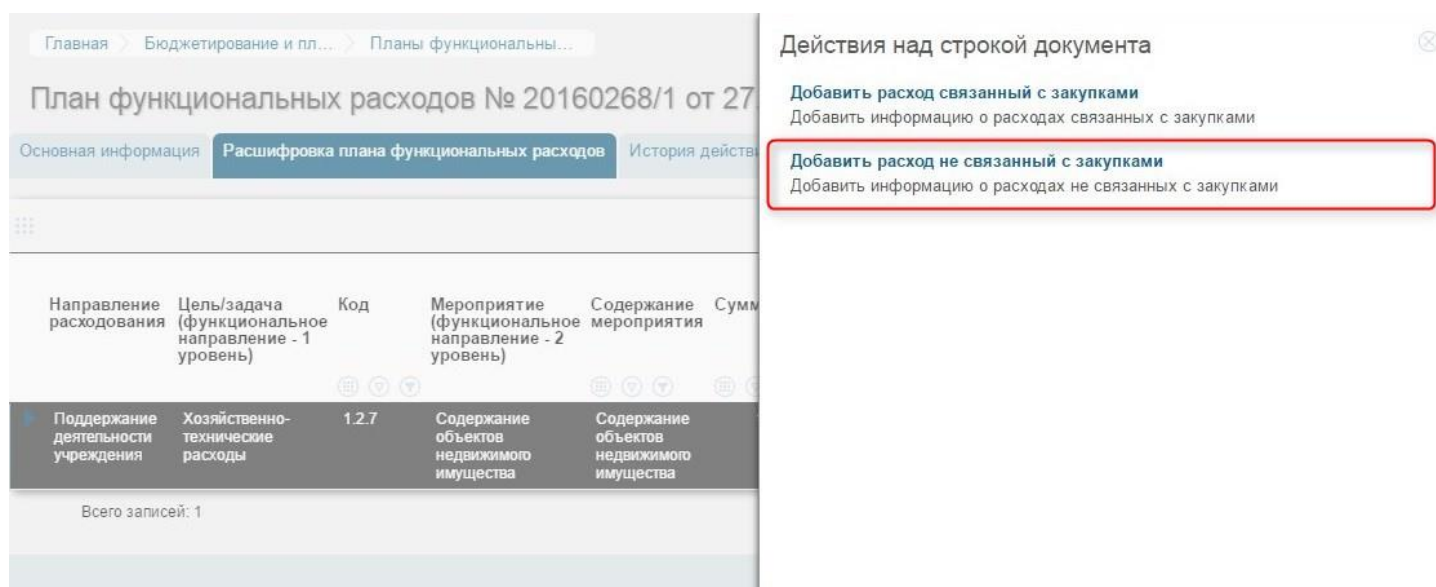 Главная Бюджетирование и пл... Планы функциональны...
План функциональных расходов № 20160268/1 от 27.
Основная информация Расшифровка плана функциональных расходов История действ
Направление Цель/задача Код Мероприятие Содержание Сумм
расходования (функциональное (функциональное мероприятия
направление - 1 направление - 2
уровень) уровень)
Поддержание Хозяйственно- 1.2.7 Содержание Содержание
деятельности технические объектов объектов
учреждения расходы недвижимого недвижимого
имущества имущества
Всего записей: 1
Действия над строкой документа
Добавить расход связанный с закупками
Добавить информацию о расходах связанных с закупками
Добавить расход не связанный с закупками
Добавить информацию о расходах не связанных с закупками